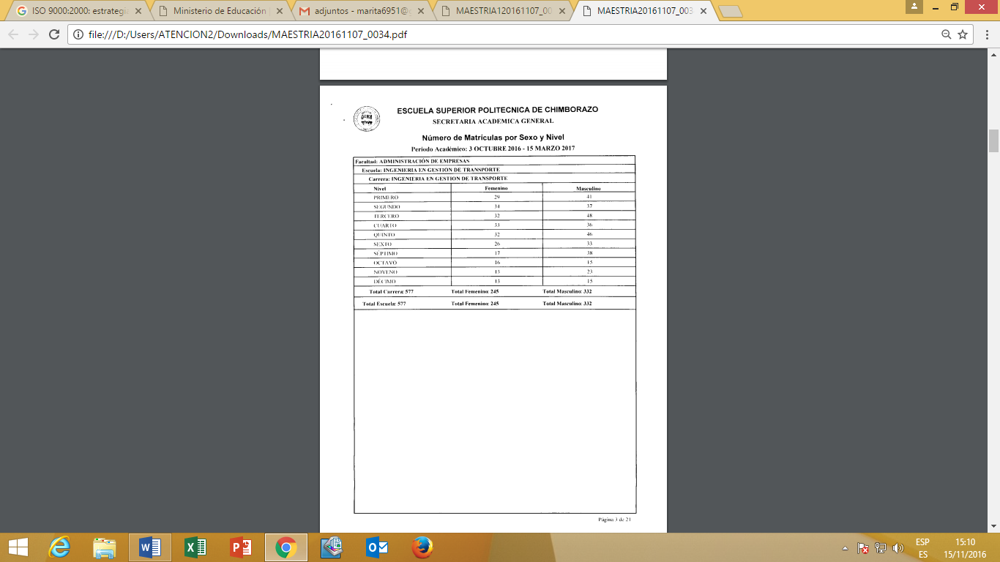 ISO 9000:2000: estrategia
Ministerio de Educación
adjuntos - marita6951@g
MAESTRIA120161107_00
MAESTRIA20161107_003
file:///D:/Users/ATENCION2/Downloads/MAESTRIA20161107_0034.pdf
ESCUELA SUPERIOR POLITECNICA DE CHIMBORAZO
SECRETARIA ACADEMICA GENERAL
Número de Matrículas por Sexo y Nivel
Periodo Académico: 3 OCTUBRE 2016 - 15 MARZO 2017
Facultad: ADMINISTRACIÓN DE EMPRESAS
Escuela: INGENIERIA EN GESTION DE TRANSPORTE
Carrera: INGENIERIA EN GESTION DE TRANSPORTE
Nivel Femenino Masculino
PRIMERO 29 41
SEGUNDO 34 37
TERCERO 32 48
CUARTO 33 36
QUINTO 32 46
SEXTO 26 33
SÉPTIMO 17 38
OCTAVO 16 15
NOVENO 13 23
DÉCIMO 13 15
Total Carrera: 577 Total Femenino: 245 Total Masculino: 332
Total Escuela: 577 Total Femenino: 245 Total Masculino: 332
Página 3 de 21
ESP 15:10
ES 15/11/2016